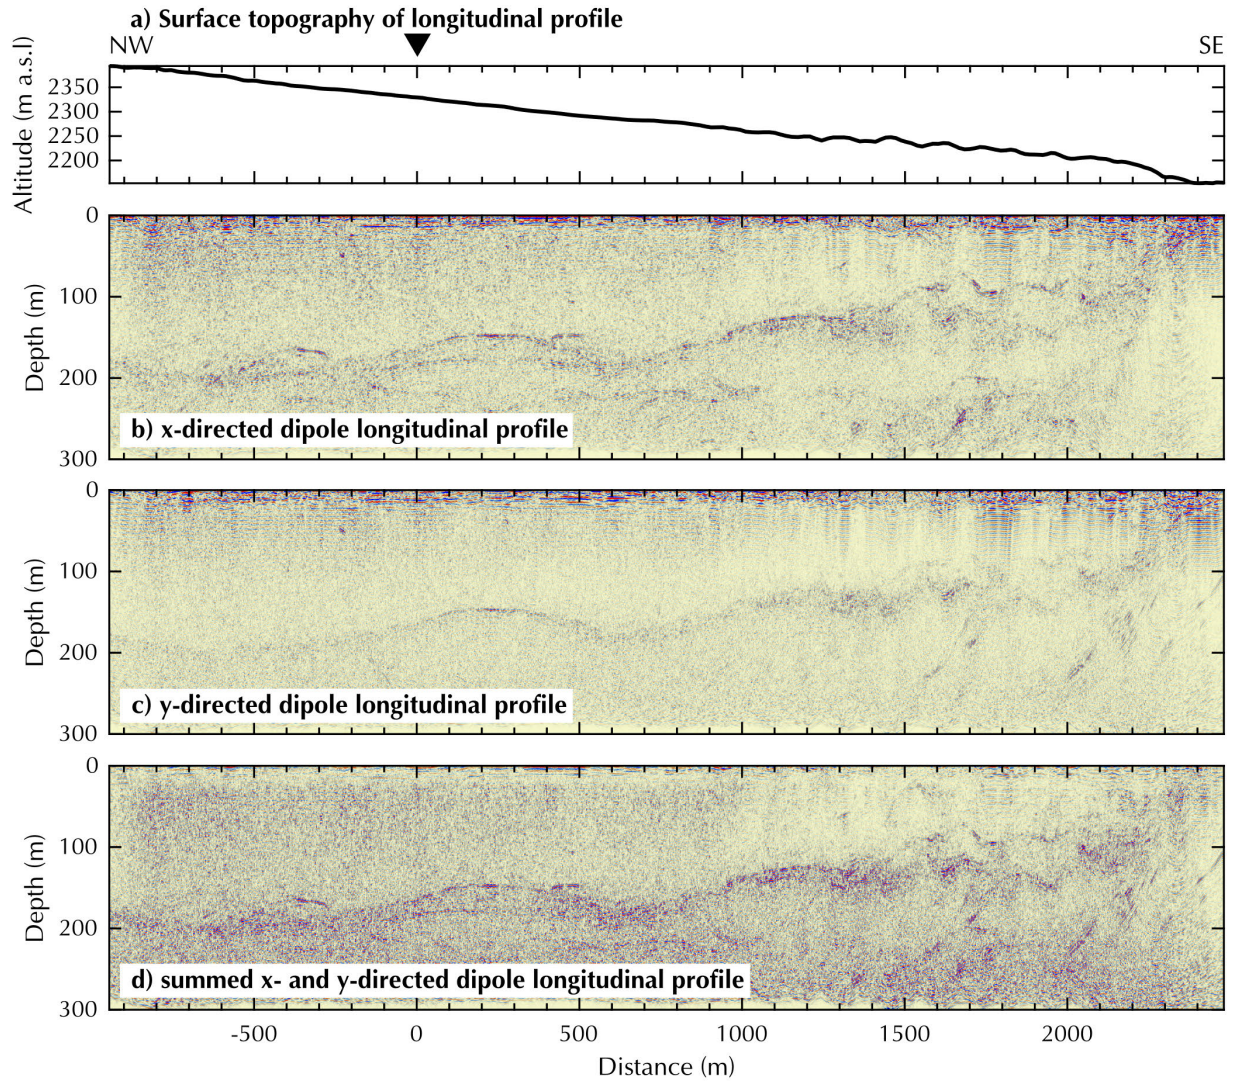 a) Surface topography of longitudinal profile
NW
SE
Altitude (m a.s.l)
2350
2300
2250
2200
0
100
200
300
Depth (m)
b) x-directed dipole longitudinal profile
0
100
200
300
Depth (m)
c) y-directed dipole longitudinal profile
0
100
200
300
Depth (m)
d) summed x- and y-directed dipole longitudinal profile
-500 0 500 1000 1500 2000
Distance (m)